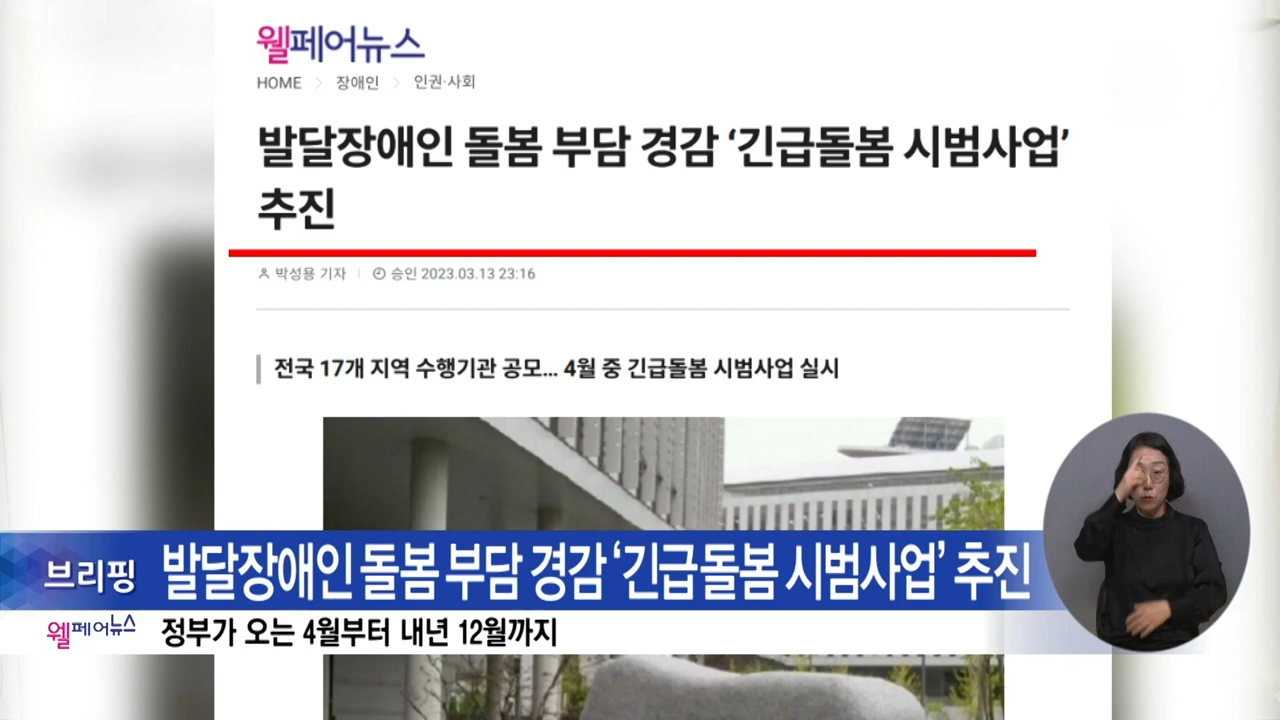 웰페어뉴스
HOME > 장애인 > 인권·사회
발달장애인 돌봄 부담 경감 ‘긴급돌봄 시범사업’
추진
박성용 기자 | 승인 2023.03.13 23:16
전국 17개 지역 수행기관 공모... 4월 중 긴급돌봄 시범사업 실시
브리핑 발달장애인 돌봄 부담 경감 ‘긴급돌봄 시범사업’ 추진
웰페어뉴스 정부가 오는 4월부터 내년 12월까지